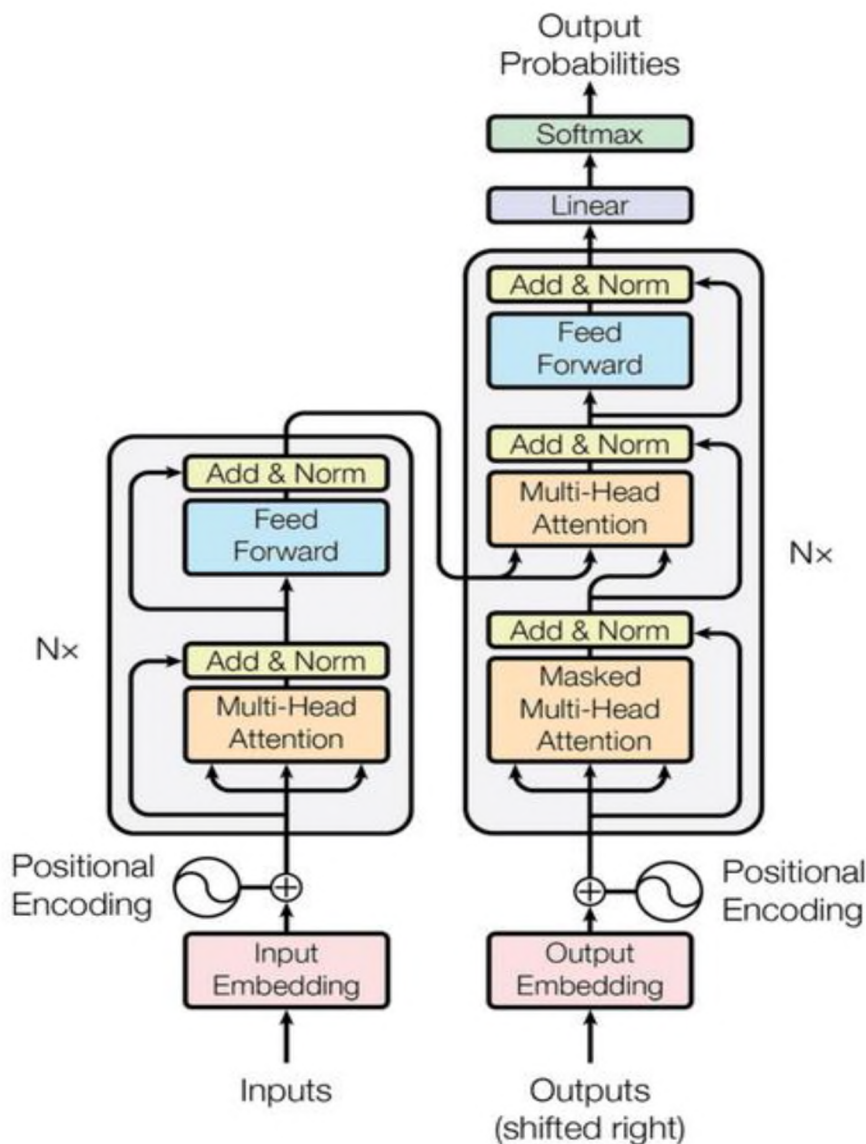 Output
Probabilities
Softmax
Linear
Add & Norm
Feed
Forward
Add & Norm
Multi-Head
Attention
Add & Norm
Masked
Multi-Head
Attention
N×
Add & Norm
Feed
Forward
Add & Norm
Multi-Head
Attention
N×
Positional
Encoding
Positional
Encoding
Input
Embedding
Output
Embedding
Inputs
Outputs
(shifted right)